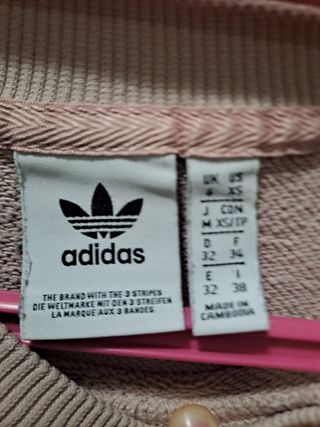 adidas
THE BRAND WITH THE 3 STRIPES
DIE WELTMARKE MIT DEN 3 STREIFEN
LA MARQUE AUX 3 BANDES.
UK US
6 XS
J CDN
M XS/TP
D F
32 34
E I
32 38
MADE IN
CAMBODIA